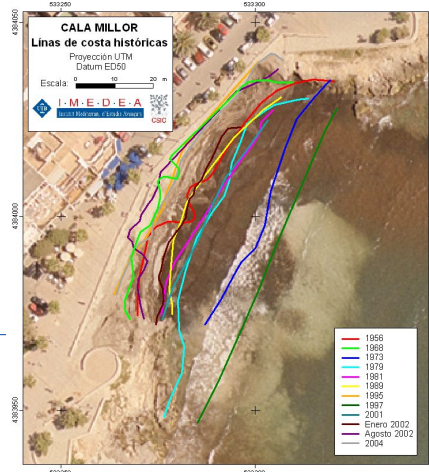 533250
533300
4384050
CALA MILLOR
Línas de costa históricas
Proyección UTM
Datum ED50
Escala:
0 10 20 m
I·M·E·D·E·A
CSIC
4384000
4383950
1956
1968
1973
1979
1981
1989
1995
1997
2001
Enero 2002
Agosto 2002
2004
533250
533300